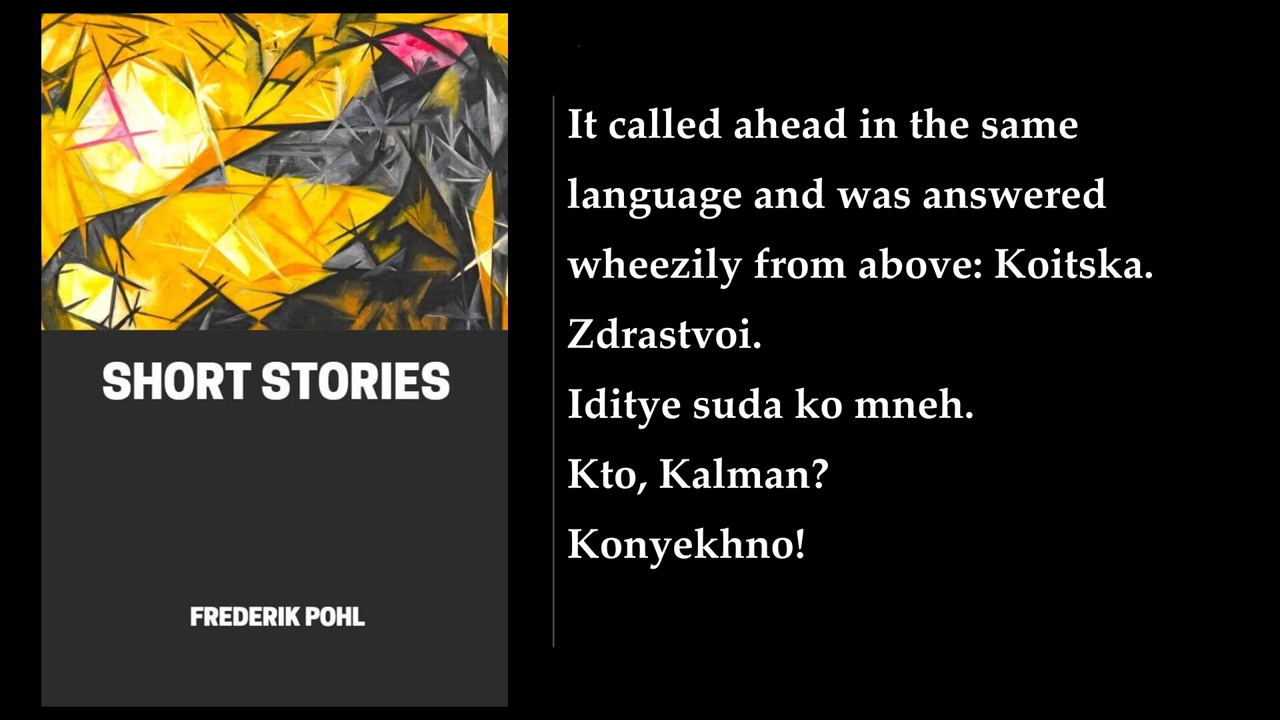 SHORT STORIES
FREDERIK POHL
It called ahead in the same
language and was answered
wheezily from above: Koitska.
Zdrastvoi.
Iditye suda ko mneh.
Kto, Kalman?
Konyekhno!